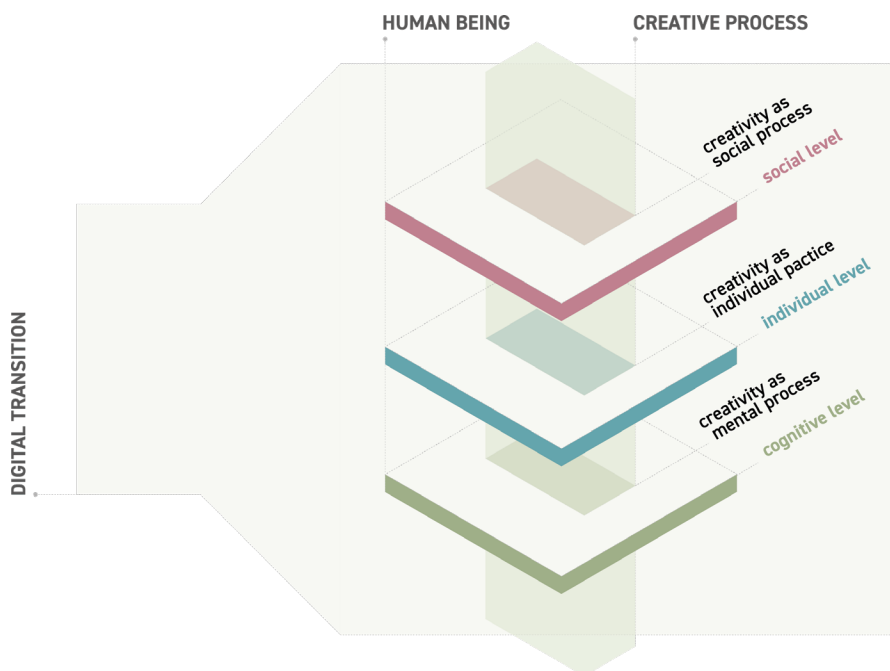 HUMAN BEING
CREATIVE PROCESS
creativity as
social process
social level
creativity as
individual pactice
individual level
creativity as
mental process
cognitive level
DIGITAL TRANSITION